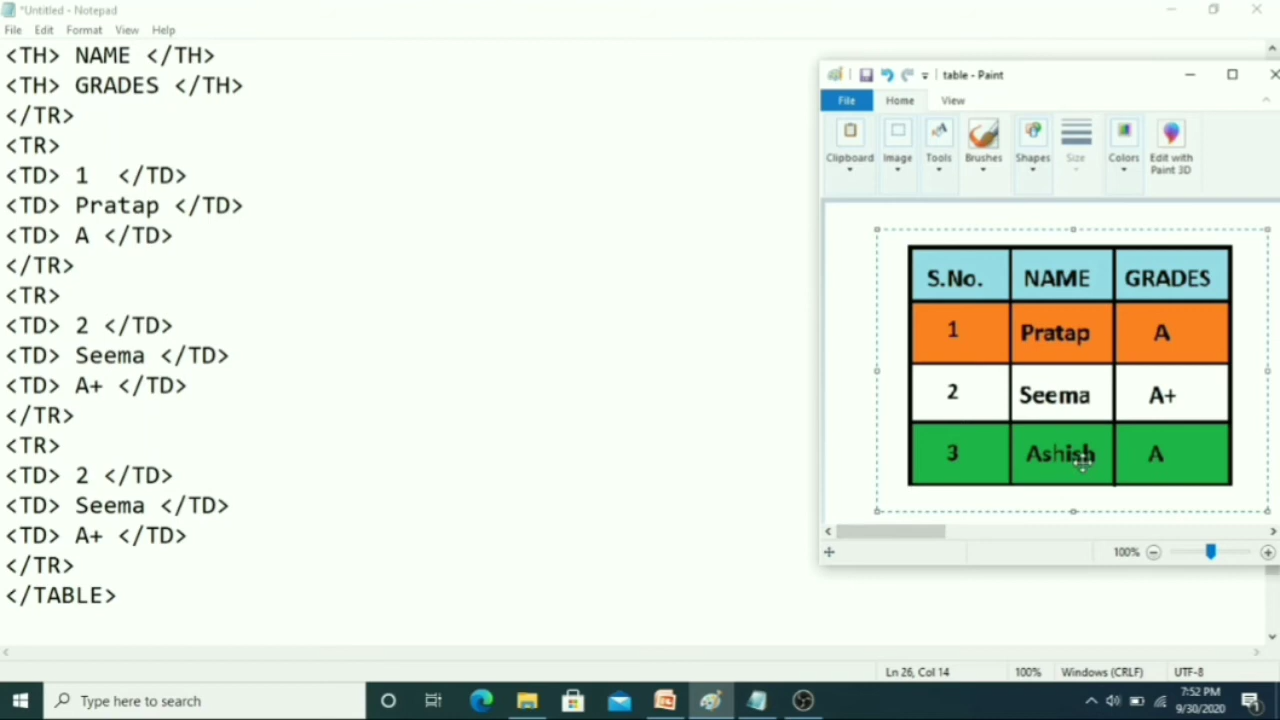 *Untitled - Notepad
File Edit Format View Help
<TH> NAME </TH>
<TH> GRADES </TH>
</TR>
<TR>
<TD> 1  </TD>
<TD> Pratap </TD>
<TD> A </TD>
</TR>
<TR>
<TD> 2 </TD>
<TD> Seema </TD>
<TD> A+ </TD>
</TR>
<TR>
<TD> 2 </TD>
<TD> Seema </TD>
<TD> A+ </TD>
</TR>
</TABLE>
table - Paint
File Home View
Clipboard Image Tools Brushes Shapes Size Colors Edit with
Paint 3D
S.No. NAME GRADES
1 Pratap A
2 Seema A+
3 Ashish A
100%
Ln 26, Col 14 100% Windows (CRLF) UTF-8
Type here to search
7:52 PM
9/30/2020